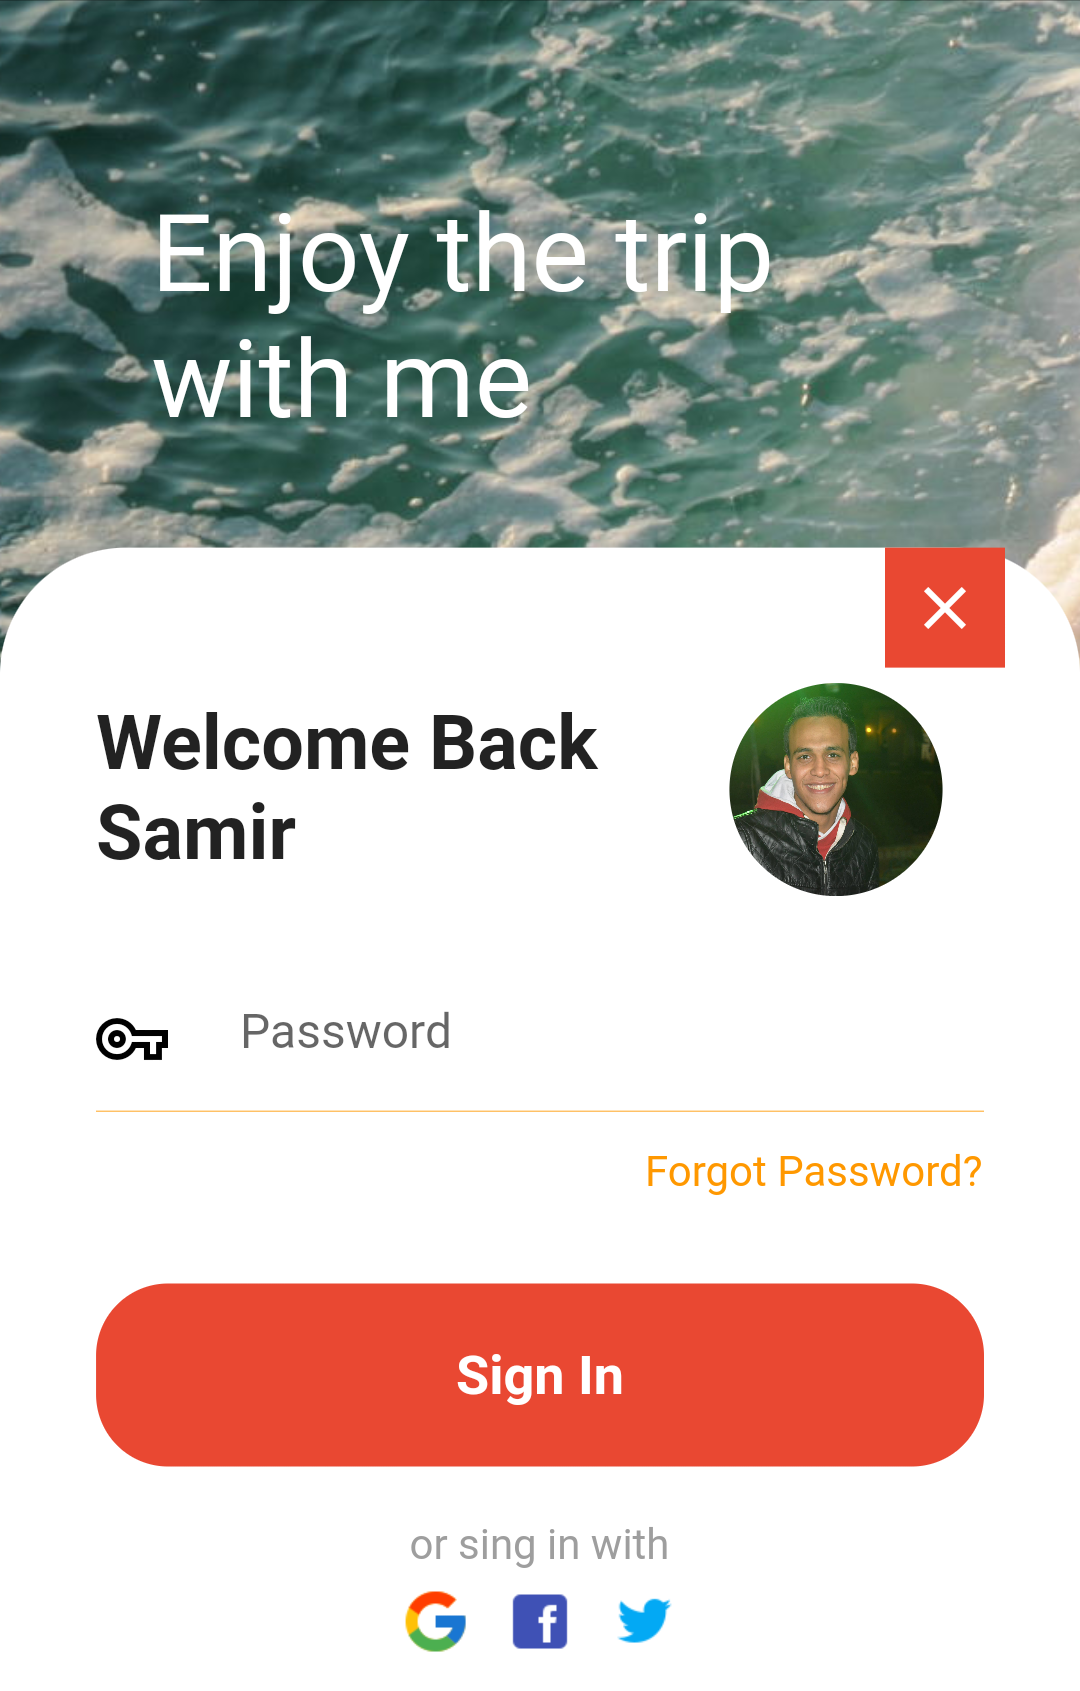 Enjoy the trip
with me
Welcome Back
Samir
Password
Forgot Password?
Sign In
or sing in with